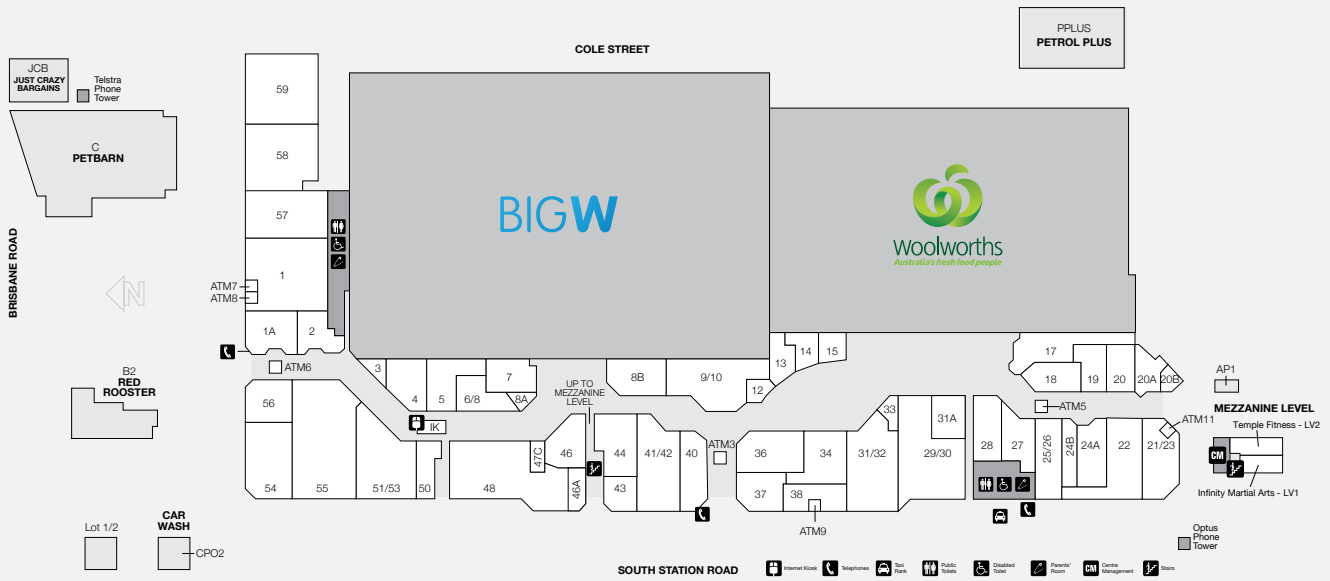 COLE STREET
PPLUS
PETROL PLUS
JCB
JUST CRAZY
BARGAINS
Telstra
Phone
Tower
C
PETBARN
BRISBANE ROAD
N
59
58
57
1
ATM7
ATM8
1A
2
ATM6
BIGW
Woolworths
Australia's fresh food people
B2
RED
ROOSTER
3
4
5
6/8
7
8A
UP TO
MEZZANINE
LEVEL
8B
9/10
12
13
14
15
17
18
19
20
20A
20B
AP1
56
54
55
51/53
50
IK
48
47C
46
46A
44
43
41/42
40
ATM3
36
37
38
ATM9
34
31/32
33
31A
29/30
28
27
25/26
24B
24A
22
21/23
ATM5
ATM11
MEZZANINE LEVEL
Temple Fitness - LV2
CM
Infinity Martial Arts - LV1
Lot 1/2
CAR
WASH
CPO2
Optus
Phone
Tower
SOUTH STATION ROAD
Internet Kiosk
Telephones
Taxi
Rank
Public
Toilets
Disabled
Toilet
Parents'
Room
CM
Centre
Management
Stairs